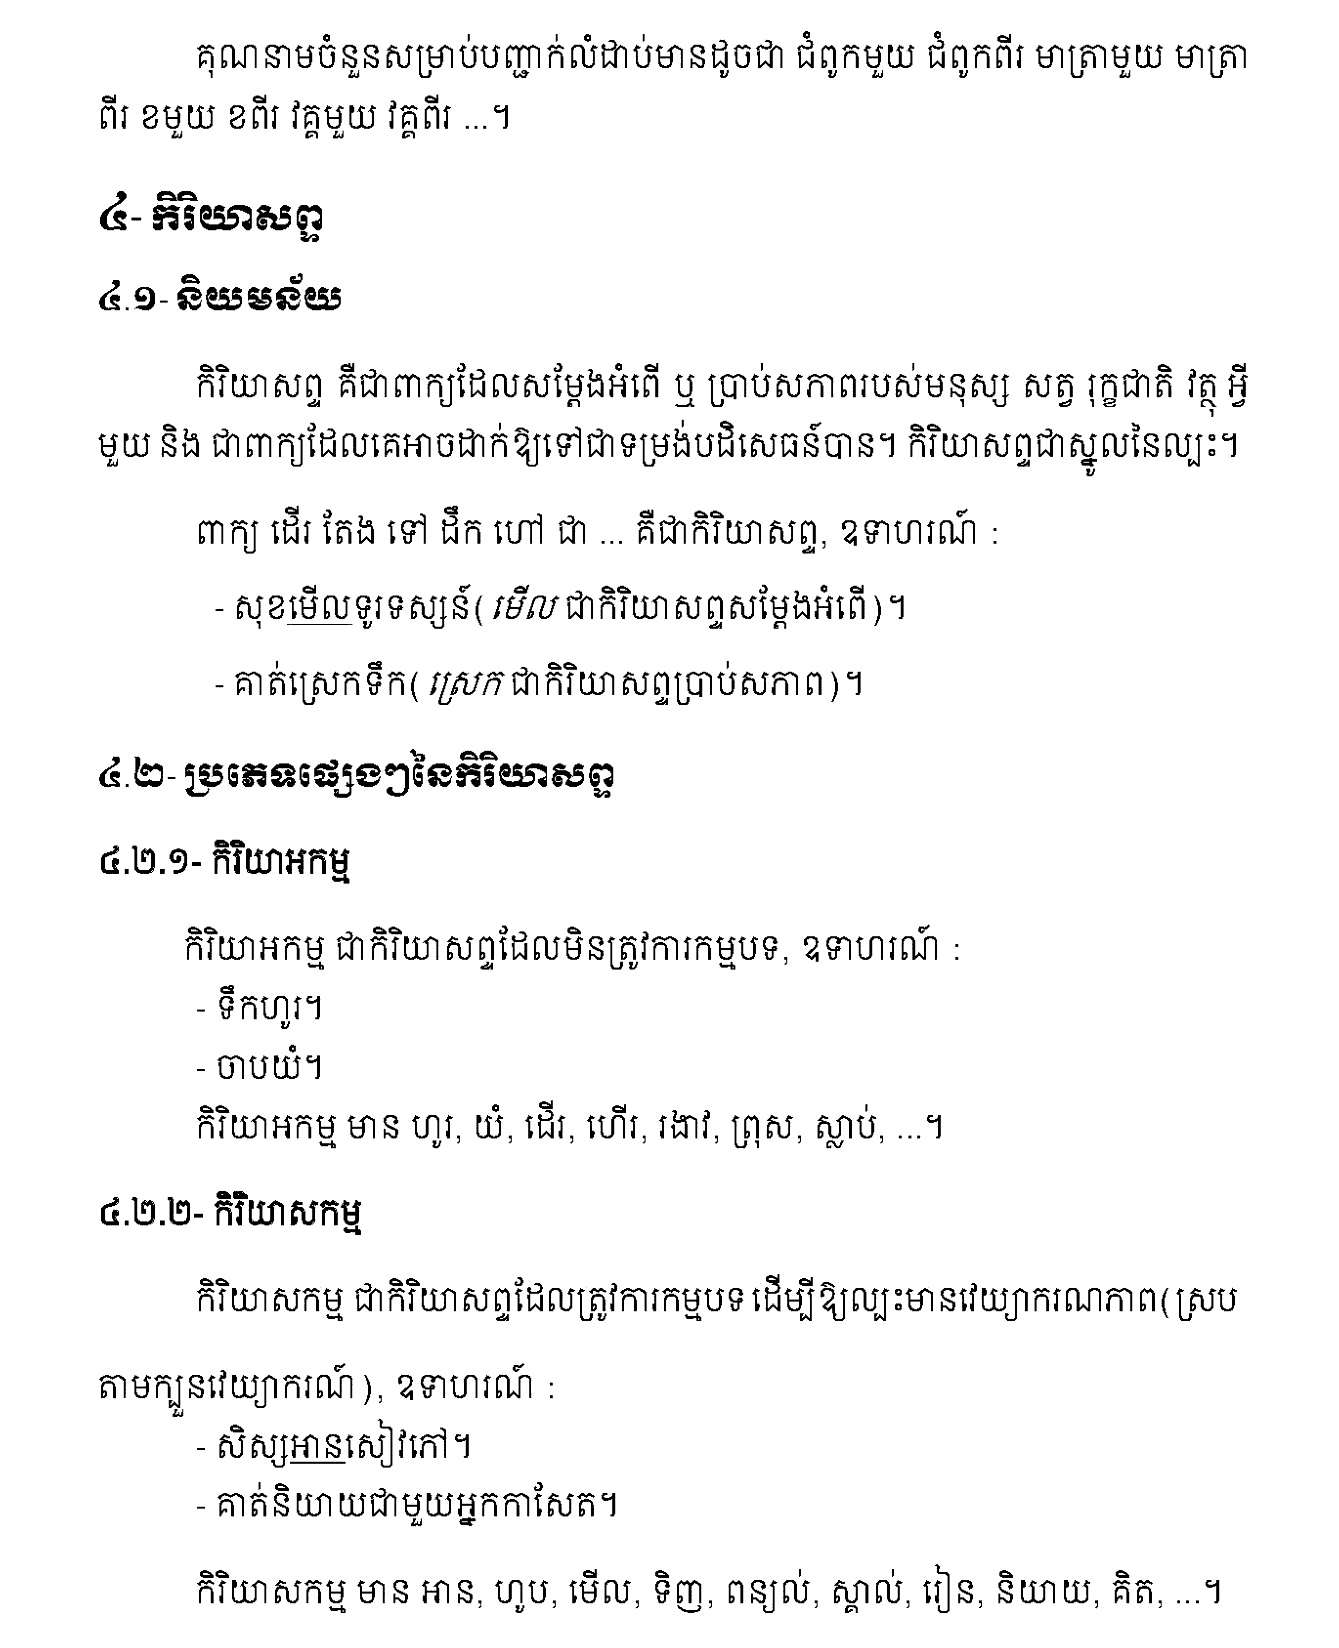 គុណនាមចំនួនសម្រាប់បញ្ជាក់លំដាប់មានដូចជា ជំពូកមួយ ជំពូកពីរ មាត្រាមួយ មាត្រា
ពីរ ខមួយ ខពីរ វគ្គមួយ វគ្គពីរ ...។
៤- កិរិយាសព្ទ
៤.១- និយមន័យ
កិរិយាសព្ទ គឺជាពាក្យដែលសម្តែងអំពើ ឬ ប្រាប់សភាពរបស់មនុស្ស សត្វ រុក្ខជាតិ វត្ថុ អ្វី
មួយ និង ជាពាក្យដែលគេអាចដាក់ឱ្យទៅជាទម្រង់បដិសេធន៍បាន។ កិរិយាសព្ទជាស្នូលនៃល្បះ។
ពាក្យ ដើរ តែង ទៅ ដឹក ហៅ ជា ... គឺជាកិរិយាសព្ទ, ឧទាហរណ៍ :
- សុខមើលទូរទស្សន៍(មើល ជាកិរិយាសព្ទសម្តែងអំពើ)។
- គាត់ស្រេកទឹក(ស្រេក ជាកិរិយាសព្ទប្រាប់សភាព)។
៤.២- ប្រភេទផ្សេងៗនៃកិរិយាសព្ទ
៤.២.១- កិរិយាអកម្ម
កិរិយាអកម្ម ជាកិរិយាសព្ទដែលមិនត្រូវការកម្មបទ, ឧទាហរណ៍ :
- ទឹកហូរ។
- ចាបយំ។
កិរិយាអកម្ម មាន ហូរ, យំ, ដើរ, ហើរ, រងាវ, ព្រុស, ស្លាប់, ...។
៤.២.២- កិរិយាសកម្ម
កិរិយាសកម្ម ជាកិរិយាសព្ទដែលត្រូវការកម្មបទ ដើម្បីឱ្យល្បះមានវេយ្យាករណភាព(ស្រប
តាមក្បួនវេយ្យាករណ៍), ឧទាហរណ៍ :
- សិស្សអានសៀវភៅ។
- គាត់និយាយជាមួយអ្នកកាសែត។
កិរិយាសកម្ម មាន អាន, ហូប, មើល, ទិញ, ពន្យល់, ស្គាល់, រៀន, និយាយ, គិត, ...។